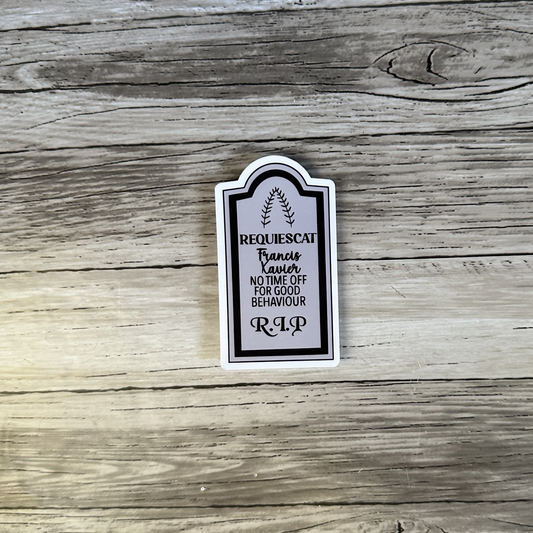 REQUIESCAT
Francis
Xavier
NO TIME OFF
FOR GOOD
BEHAVIOUR
R.I.P